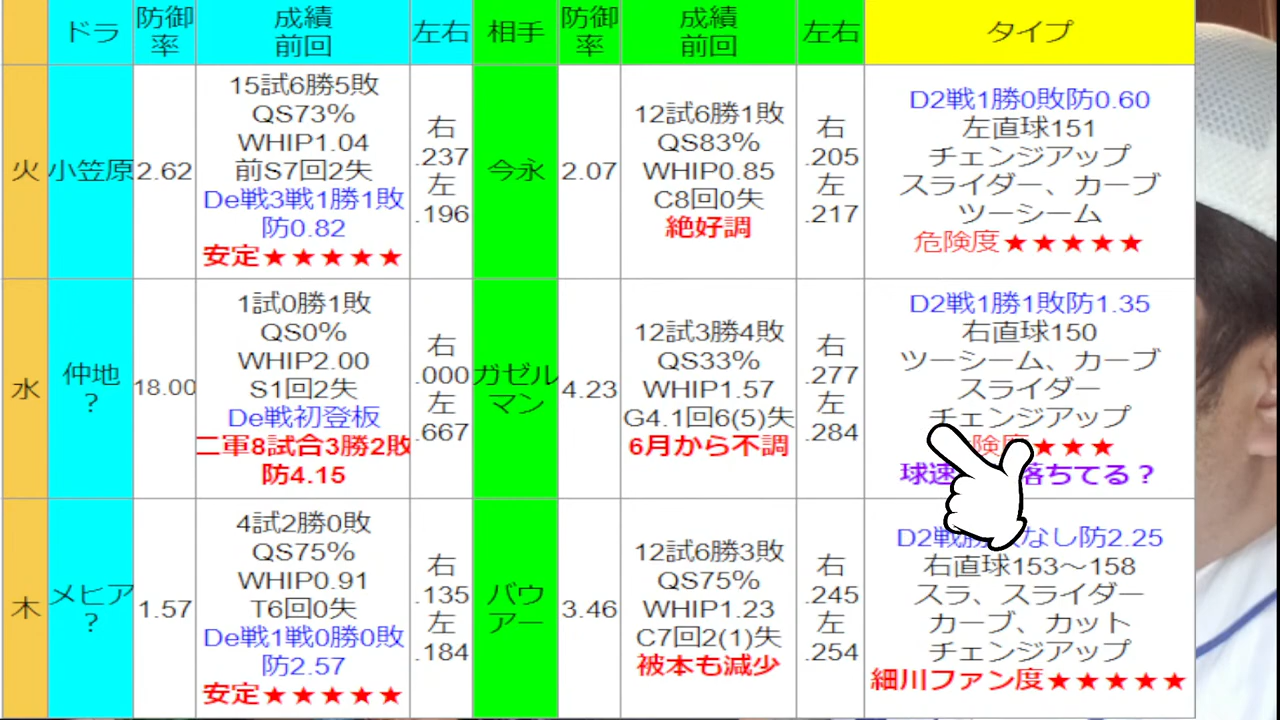 ドラ
防御
率
成績
前回
左右
相手
防御
率
成績
前回
左右
タイプ
火
小笠原
2.62
15試6勝5敗
QS73%
WHIP1.04
前S7回2失
De戦3戦1勝1敗
防0.82
安定★★★★★
右
.237
左
.196
今永
2.07
12試6勝1敗
QS83%
WHIP0.85
C8回0失
絶好調
右
.205
左
.217
D2戦1勝0敗防0.60
左直球151
チェンジアップ
スライダー、カーブ
ツーシーム
危険度★★★★★
水
仲地
?
18.00
1試0勝1敗
QS0%
WHIP2.00
S1回2失
De戦初登板
二軍8試合3勝2敗
防4.15
右
.000
左
.667
ガゼル
マン
4.23
12試3勝4敗
QS33%
WHIP1.57
G4.1回6(5)失
6月から不調
右
.277
左
.284
D2戦1勝1敗防1.35
右直球150
ツーシーム、カーブ
スライダー
チェンジアップ
険度★★★
球速 落ちてる？
木
メヒア
?
1.57
4試2勝0敗
QS75%
WHIP0.91
T6回0失
De戦1戦0勝0敗
防2.57
安定★★★★★
右
.135
左
.184
バウ
アー
3.46
12試6勝3敗
QS75%
WHIP1.23
C7回2(1)失
被本も減少
右
.245
左
.254
D2戦勝 なし防2.25
右直球153〜158
スラ、スライダー
カーブ、カット
チェンジアップ
細川ファン度★★★★★